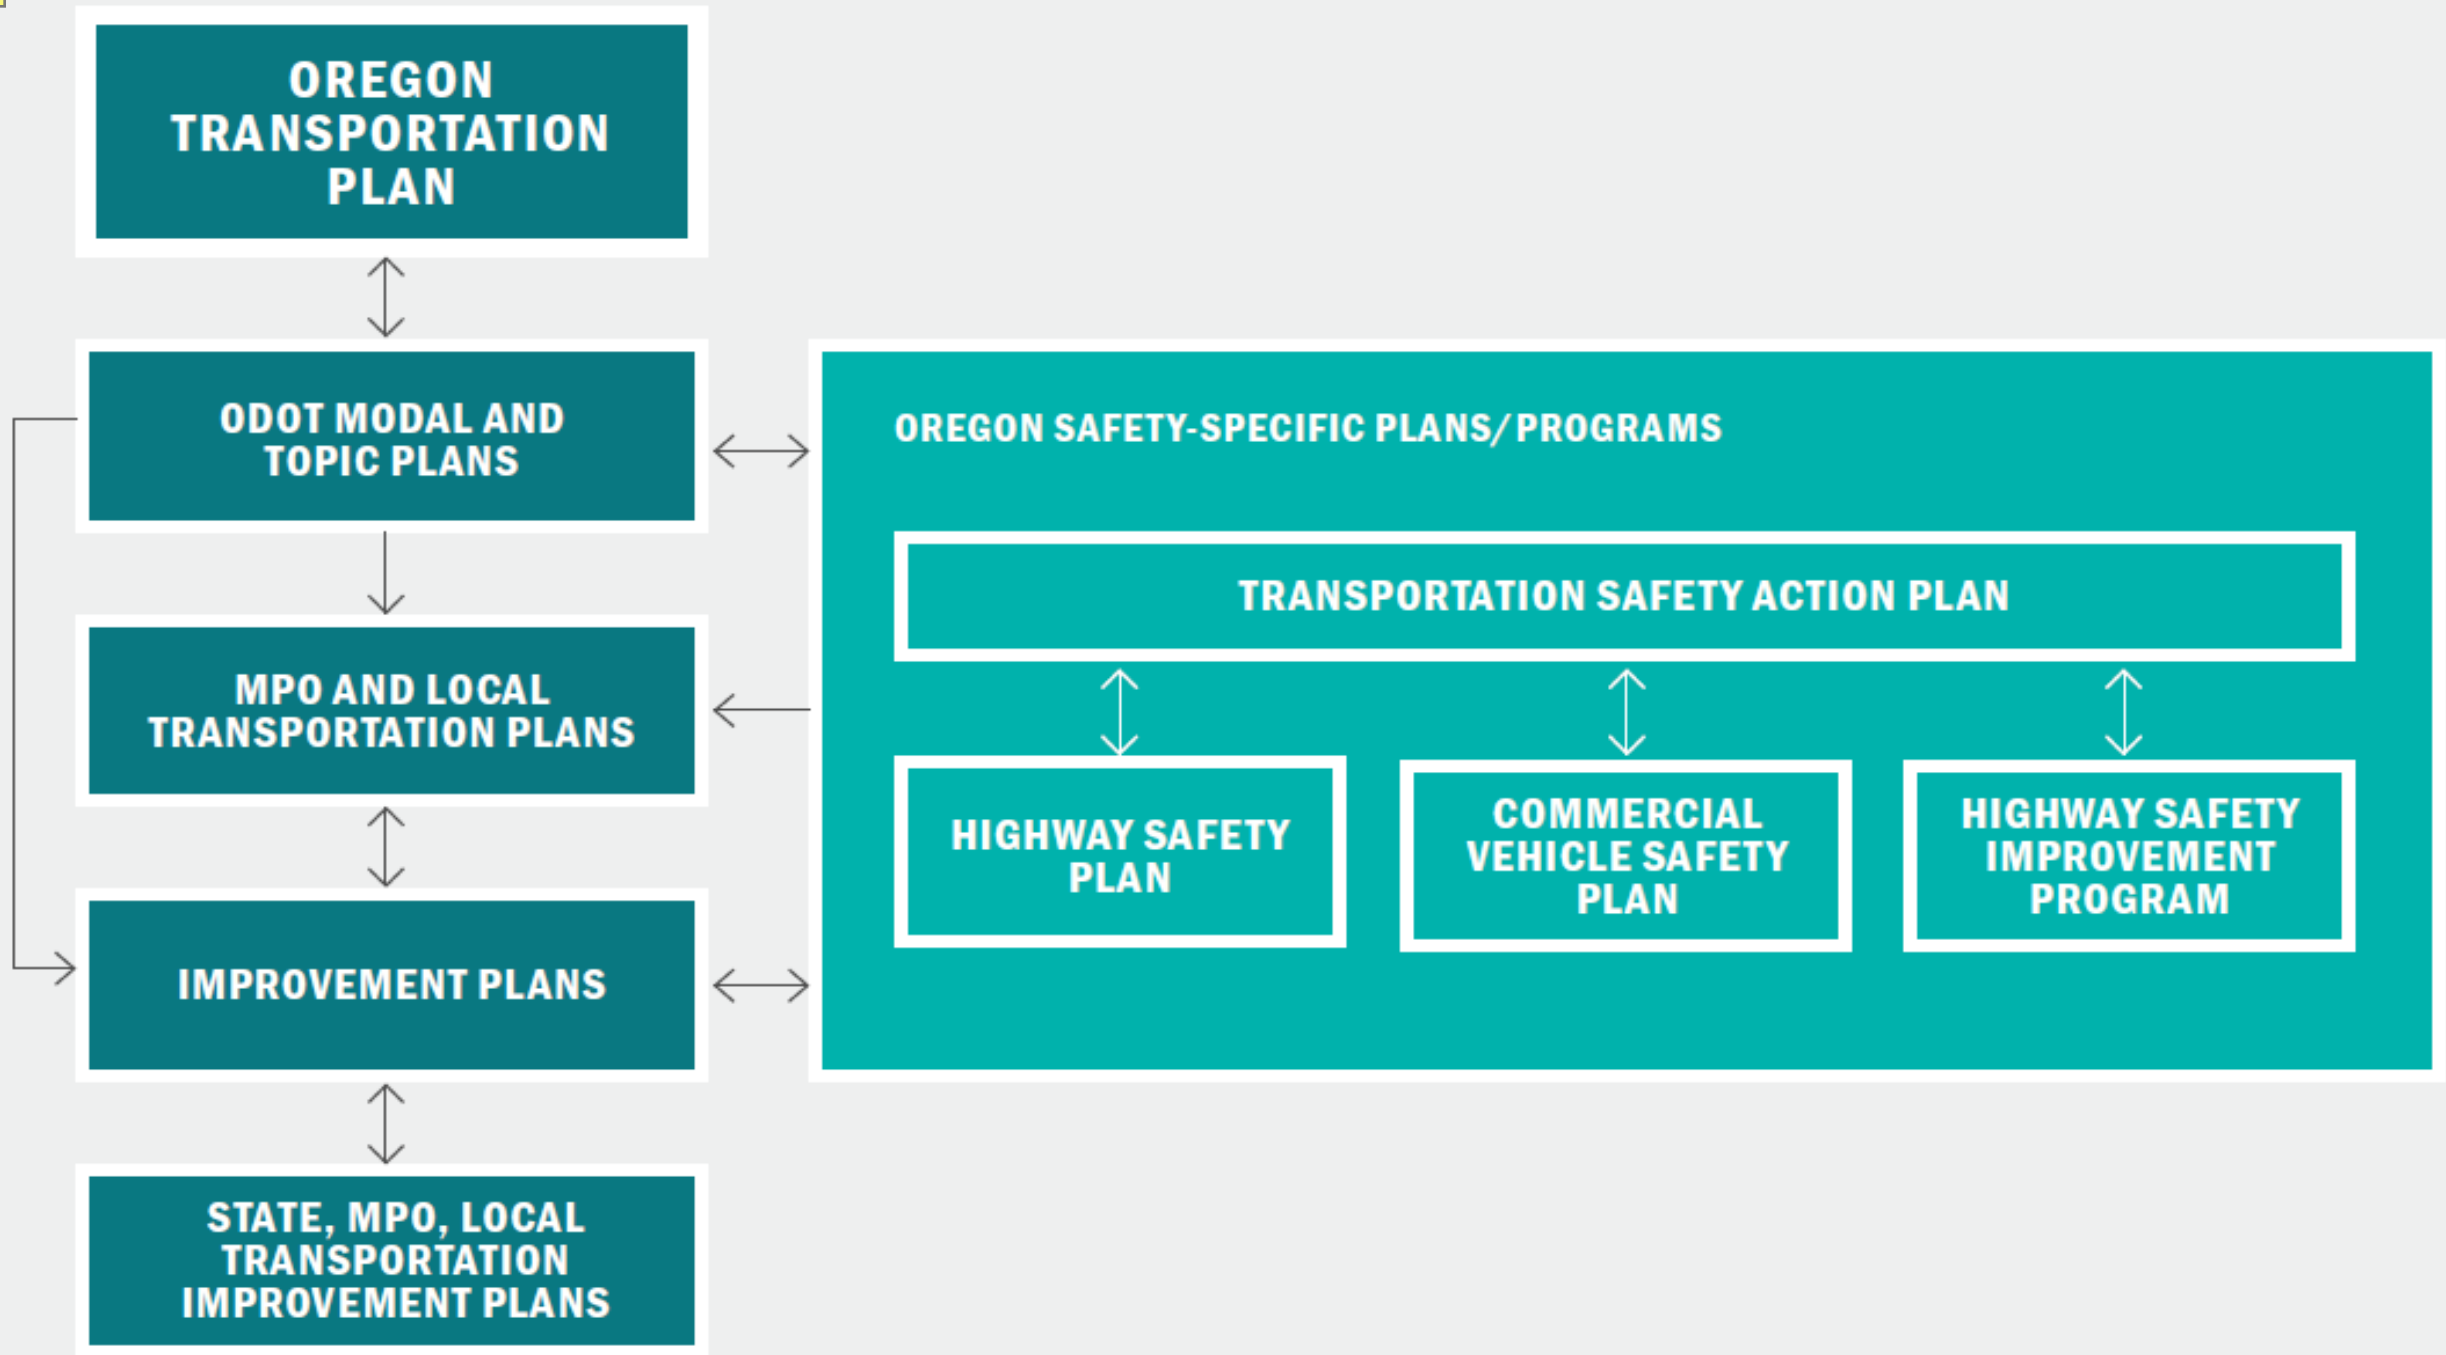 OREGON
TRANSPORTATION
PLAN
ODOT MODAL AND
TOPIC PLANS
MPO AND LOCAL
TRANSPORTATION PLANS
IMPROVEMENT PLANS
STATE, MPO, LOCAL
TRANSPORTATION
IMPROVEMENT PLANS
OREGON SAFETY-SPECIFIC PLANS/PROGRAMS
TRANSPORTATION SAFETY ACTION PLAN
HIGHWAY SAFETY
PLAN
COMMERCIAL
VEHICLE SAFETY
PLAN
HIGHWAY SAFETY
IMPROVEMENT
PROGRAM